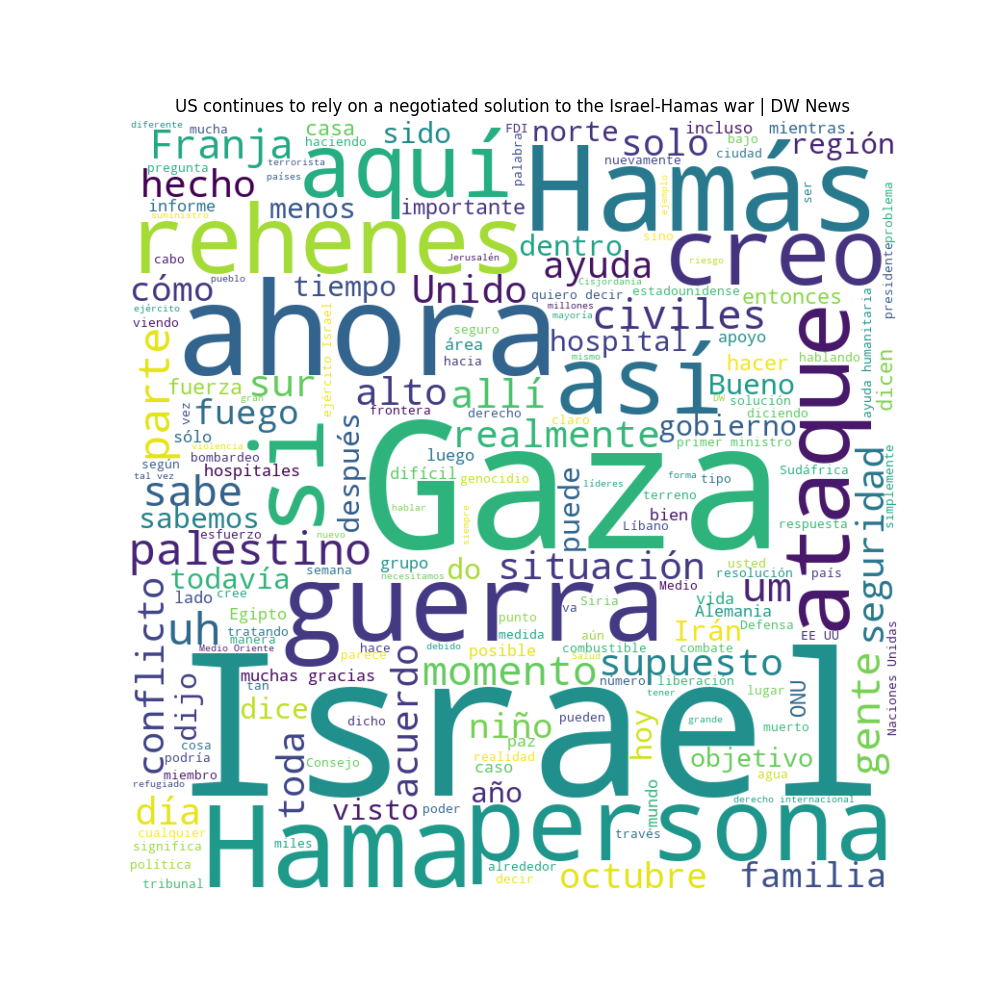 US continues to rely on a negotiated solution to the Israel-Hamas war | DW News
diferente
mucha
casa
haciendo
sido
FDI
norte
solo
incluso
bajo
mientras
región
Franja
pregunta
terrorista
países
aquí
palabra
Hamás
nuevamente
ciudad
ser
ejemplo
hecho
informe
suministro
menos
importante
rehenes
dentro
sino
creo
riesgo
problema
presidente
cabo
pueblo
Jerusalén
ayuda
Cisjordania
cómo
tiempo
Unido
quiero decir
estadounidense
entonces
ejército
viendo
ahora
millones
mayoría
civiles
ayuda humanitaria
seguro
área
hacia
hospital
apoyo
mismo
parte
ejército Israel
así
hacer
hablando
dicen
fuerza
sur
gran
alto
allí
Bueno
solución
DW
diciendo
ataque
vez
fuego
frontera
derecho
claro
gobierno
sólo
violencia
bombardeo
si
después
realmente
primer ministro
según
tal vez
hospitales
luego
Gaza
difícil
genocidio
líderes
forma
tipo
Sudáfrica
sabe
sabemos
hablar
siempre
puede
terreno
bien
Líbano
respuesta
seguridad
simplemente
esfuerzo
nuevo
palestino
semana
grupo
necesitamos
situación
usted
resolución
país
todavía
do
Medio
um
conflicto
lado
cree
guerra
va
Siria
vida
Alemania
Egipto
manera
uh
tratando
punto
medida
aún
Irán
Defensa
EE UU
Medio Oriente
hace
parece
debido
posible
combustible
combate
Salud
supuesto
Naciones Unidas
dijo
muchas gracias
tan
acuerdo
momento
número
liberación
tener
lugar
ONU
gente
dice
dicho
Israel
niño
paz
pueden
hoy
grande
muerto
cosa
podría
miembro
refugiado
toda
Consejo
realidad
caso
objetivo
agua
día
visto
poder
año
mundo
derecho internacional
cualquier
significa
Hama
miles
persona
través
política
tribunal
alrededor
decir
octubre
familia